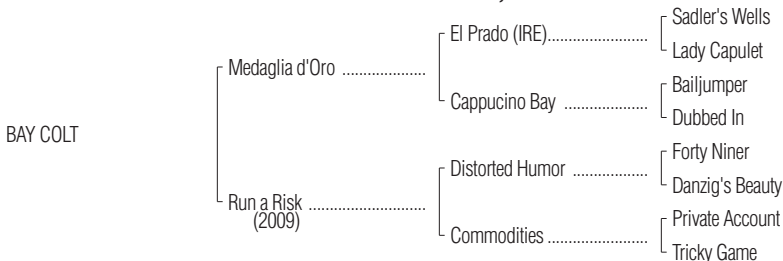 Sadler's Wells
El Prado (IRE)......................
Lady Capulet
Medaglia d'Oro ....................
Bailjumper
Cappucino Bay ...................
Dubbed In
BAY COLT
Forty Niner
Distorted Humor .................
Danzig's Beauty
Run a Risk ...........................
(2009)
Private Account
Commodities.......................
Tricky Game